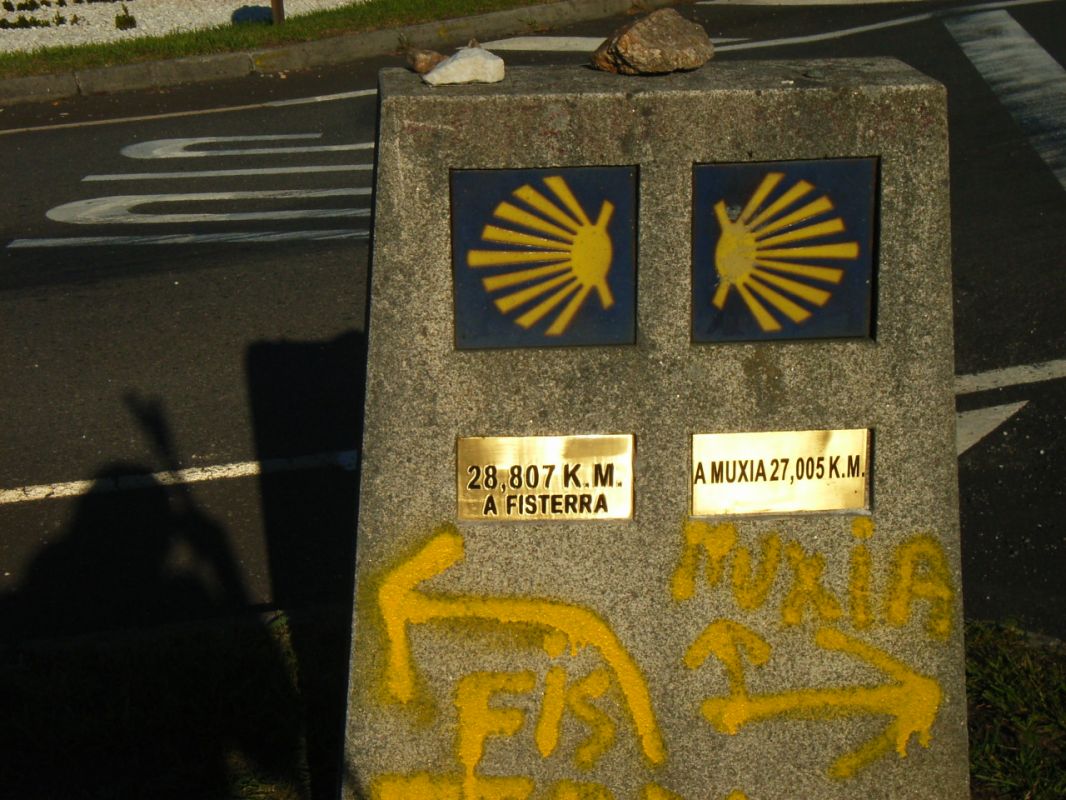 28,807 K.M.
A FISTERRA
A MUXIA 27,005 K.M.
muxiA
Fis